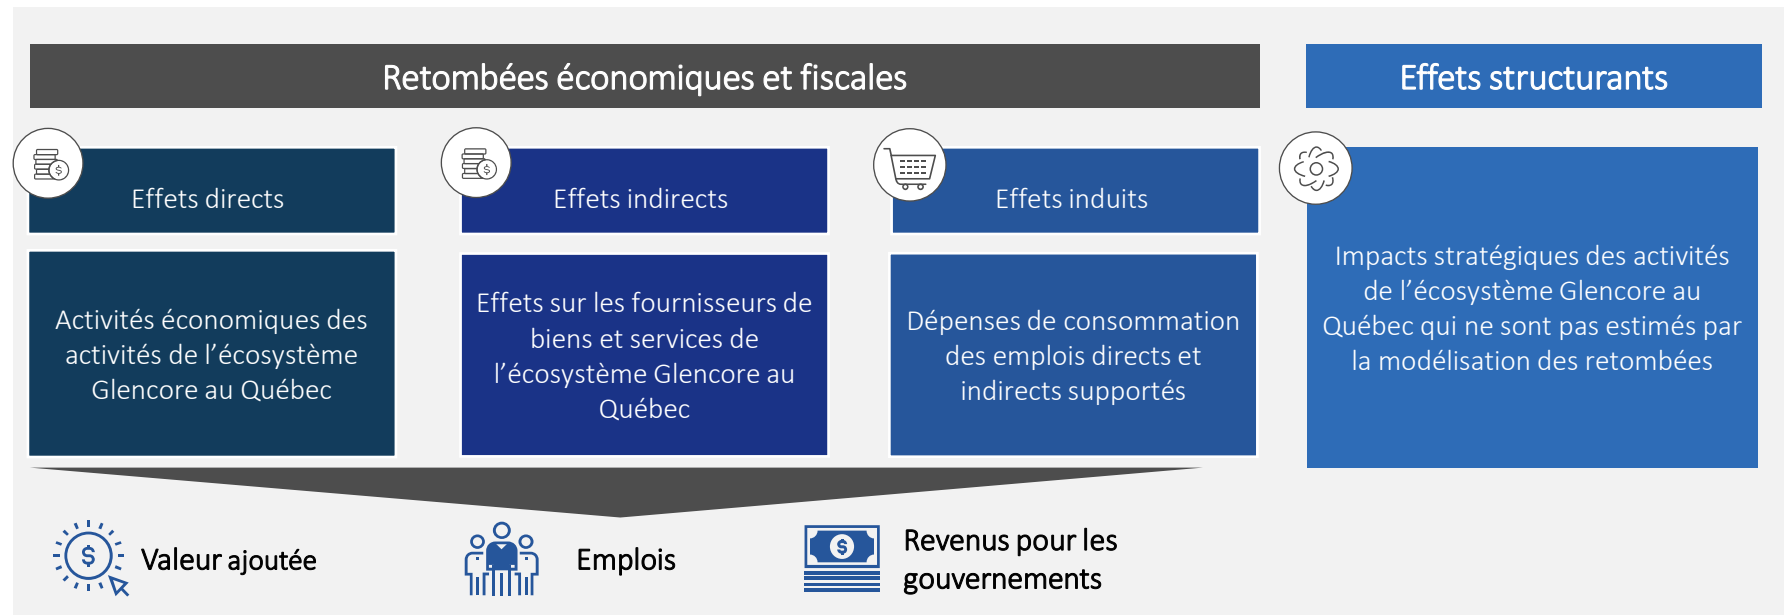 Retombées économiques et fiscales
Effets structurants
Effets directs
Effets indirects
Effets induits
Activités économiques des
activités de l'écosystème
Glencore au Québec
Effets sur les fournisseurs de
biens et services de
l'écosystème Glencore au
Québec
Dépenses de consommation
des emplois directs et
indirects supportés
Impacts stratégiques des activités
de l'écosystème Glencore au
Québec qui ne sont pas estimés par
la modélisation des retombées
Valeur ajoutée
Emplois
Revenus pour les
gouvernements